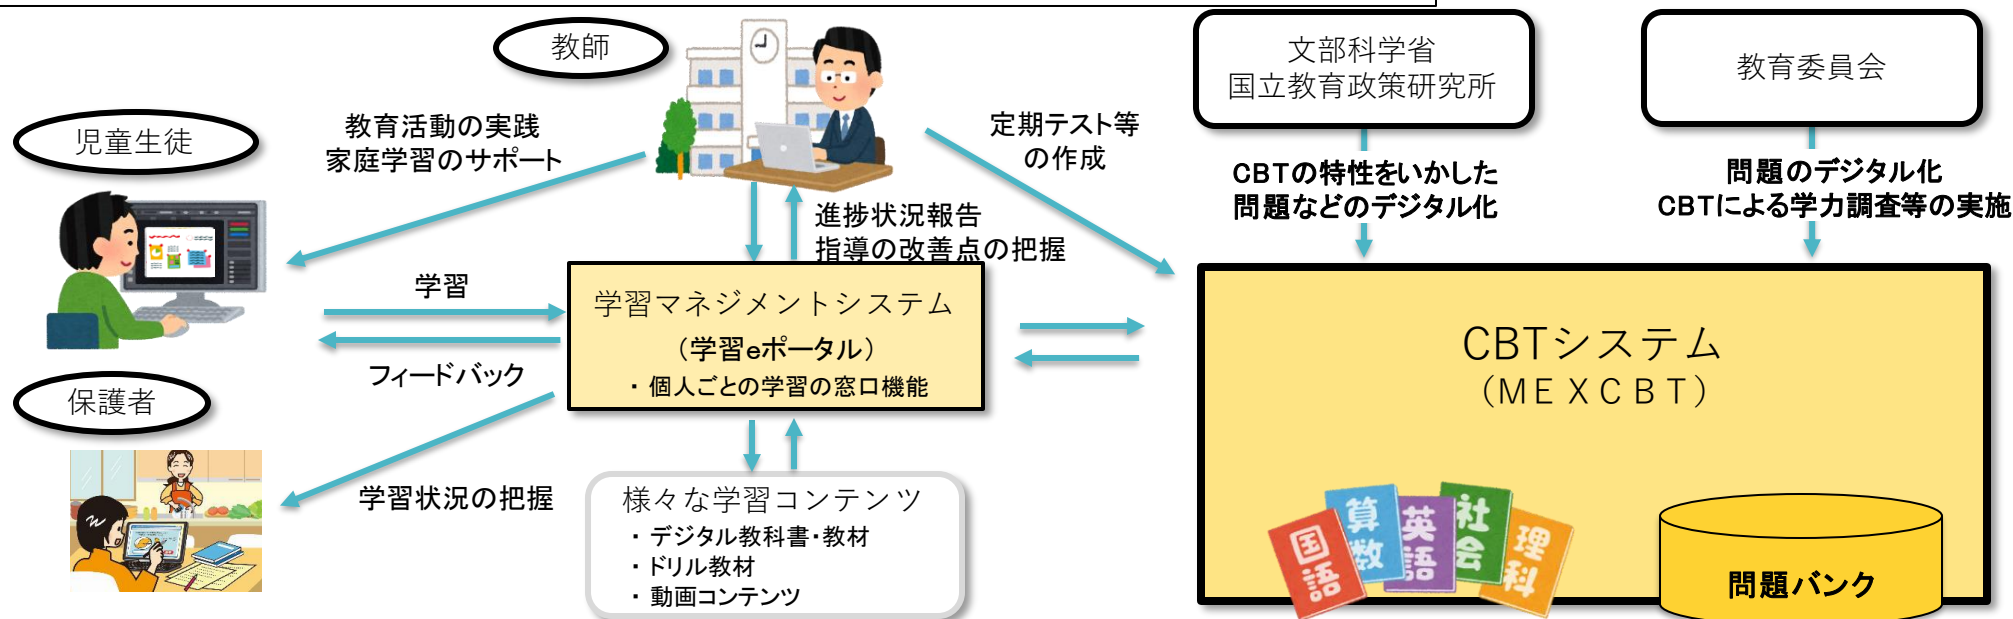 教師
文部科学省
国立教育政策研究所
教育委員会
児童生徒
教育活動の実践
家庭学習のサポート
定期テスト等
の作成
CBTの特性をいかした
問題などのデジタル化
問題のデジタル化
CBTによる学力調査等の実施
進捗状況報告
指導の改善点の把握
学習
フィードバック
学習マネジメントシステム
（学習eポータル）
・個人ごとの学習の窓口機能
CBTシステム
（ＭＥＸＣＢＴ）
保護者
学習状況の把握
様々な学習コンテンツ
・デジタル教科書・教材
・ドリル教材
・動画コンテンツ
国語
算数
英語
社会
理科
問題バンク